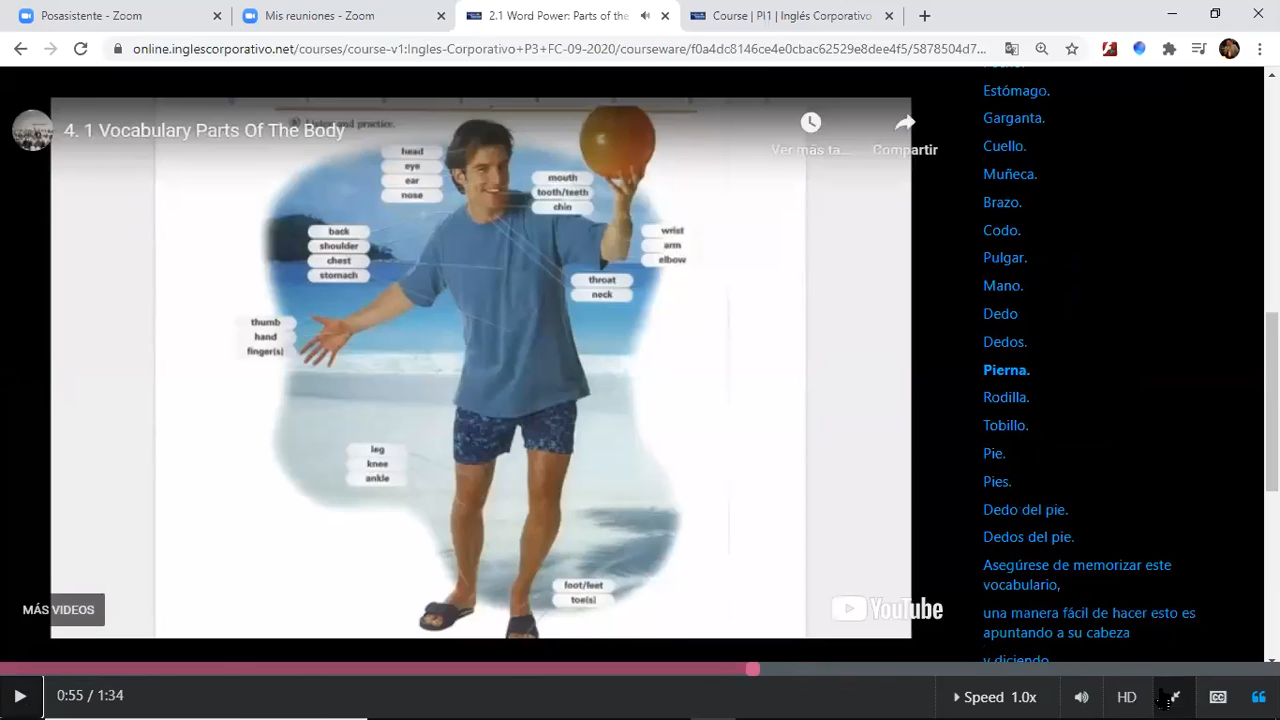 Posasistente - Zoom
Mis reuniones - Zoom
2.1 Word Power: Parts of the
Course | PI1 | Inglés Corporativo
online.inglescorporativo.net/courses/course-v1:Ingles-Corporativo+P3+FC-09-2020/courseware/f0a4dc8146ce4e0cbac62529e8dee4f5/5878504d7...
4. 1 Vocabulary Parts Of The Body
Listen and practice.
Ver más ta...
Compartir
head
eye
ear
nose
mouth
tooth/teeth
chin
back
shoulder
chest
stomach
wrist
arm
elbow
throat
neck
thumb
hand
finger(s)
leg
knee
ankle
foot/feet
toe(s)
MÁS VIDEOS
YouTube
Estómago.
Garganta.
Cuello.
Muñeca.
Brazo.
Codo.
Pulgar.
Mano.
Dedo
Dedos.
Pierna.
Rodilla.
Tobillo.
Pie.
Pies.
Dedo del pie.
Dedos del pie.
Asegúrese de memorizar este
vocabulario,
una manera fácil de hacer esto es
apuntando a su cabeza
y diciendo
0:55 / 1:34
Speed 1.0x
HD
CC